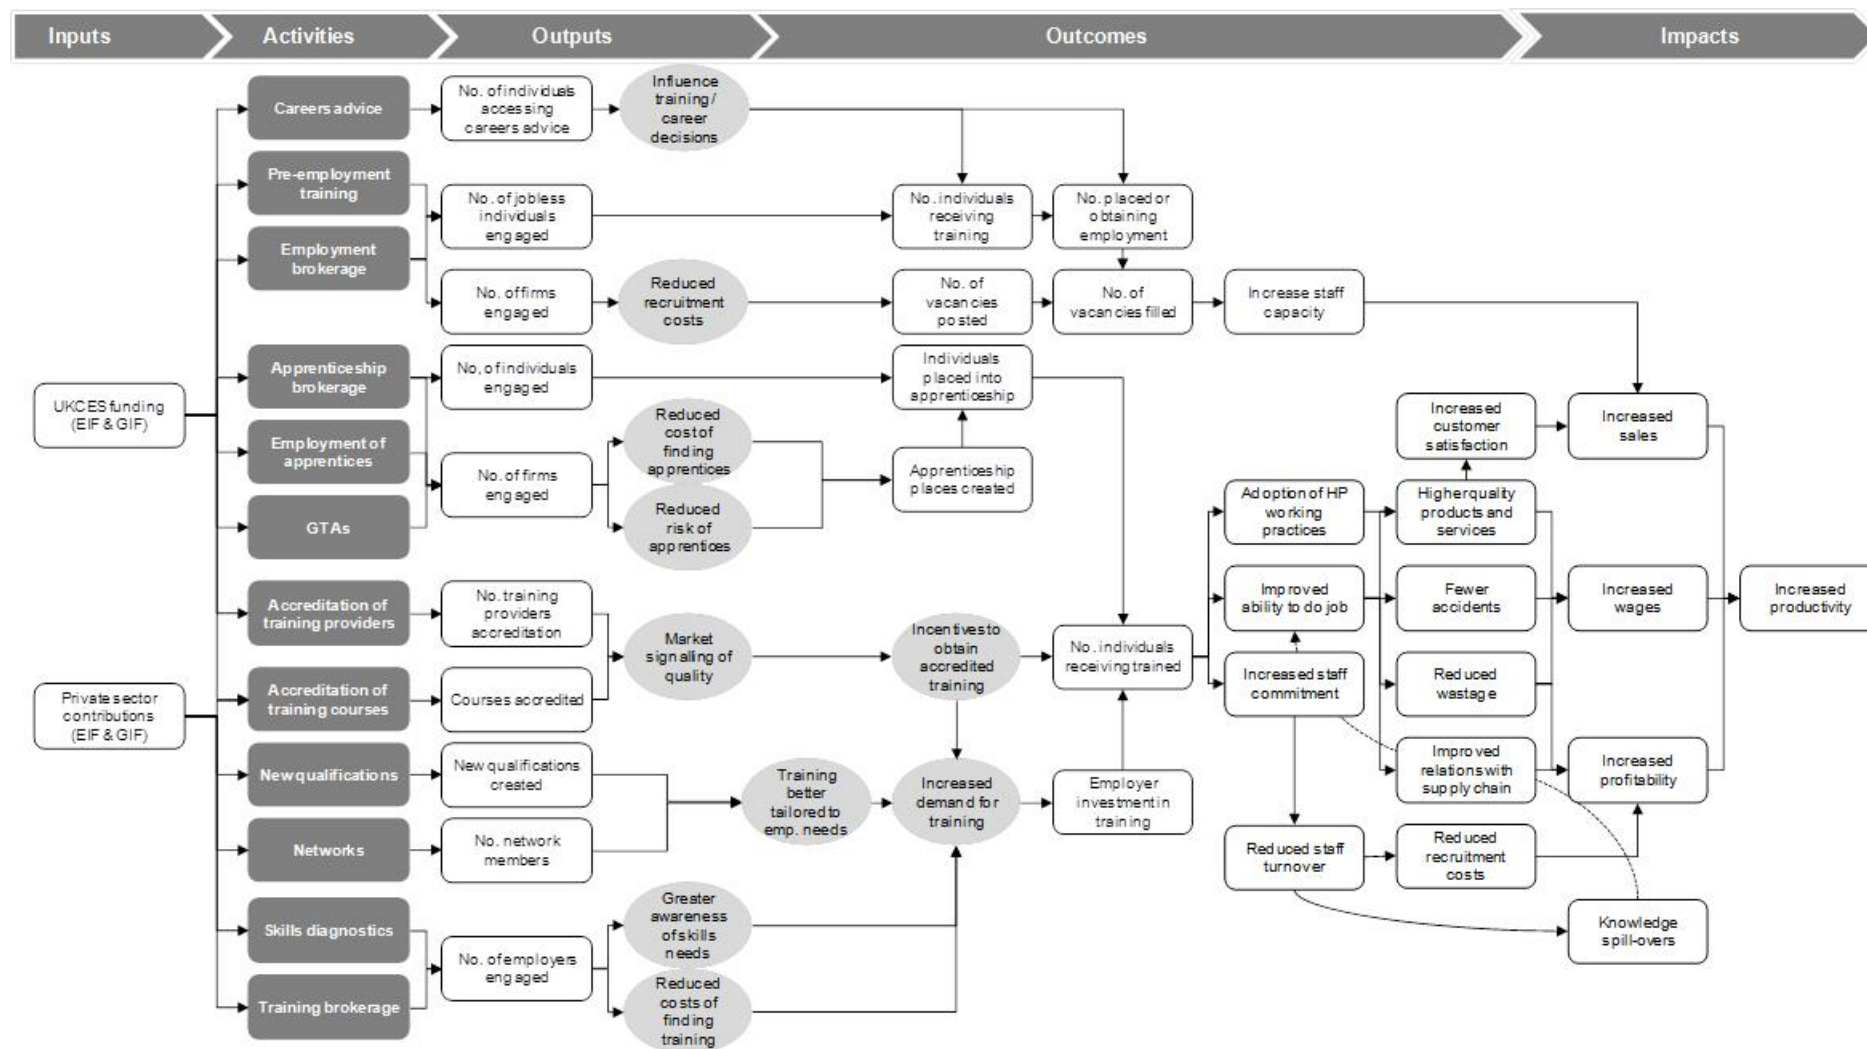 Inputs
Activities
Outputs
Outcomes
Impacts
UKCES funding
(EIF & GIF)
Private sector
contributions
(EIF & GIF)
Careers advice
Pre-employment
training
Employment
brokerage
Apprenticeship
brokerage
Employment of
apprentices
GTAs
Accreditation of
training providers
Accreditation of
training courses
New qualifications
Networks
Skills diagnostics
Training brokerage
No. of individuals
accessing
careers advice
No. of jobless
individuals
engaged
No. of firms
engaged
No, of individuals
engaged
No. of firms
engaged
No. training
providers
accreditation
Courses accredited
New qualifications
created
No. network
members
No. of employers
engaged
Influence
training /
career
decisions
Reduced
recruitment
costs
Reduced
cost of
finding
apprentices
Reduced
risk of
apprentices
Market
signalling of
quality
Training
better
tailored to
emp. needs
Greater
awareness
of skills
needs
Reduced
costs of
finding
training
No. individuals
receiving
training
No. of
vacancies
posted
Individuals
placed into
apprenticeship
Apprenticeship
places created
Incentives to
obtain
accredited
training
Increased
demand for
training
No. placed or
obtaining
employment
No. of
vacancies filled
No. individuals
receiving trained
Employer
investment in
training
Increase staff
capacity
Adoption of HP
working
practices
Improved
ability to do job
Increased staff
commitment
Reduced staff
turnover
Increased
customer
satisfaction
Higher quality
products and
services
Fewer
accidents
Reduced
wastage
Improved
relations with
supply chain
Reduced
recruitment
costs
Increased
sales
Increased
wages
Increased
profitability
Knowledge
spill-overs
Increased
productivity